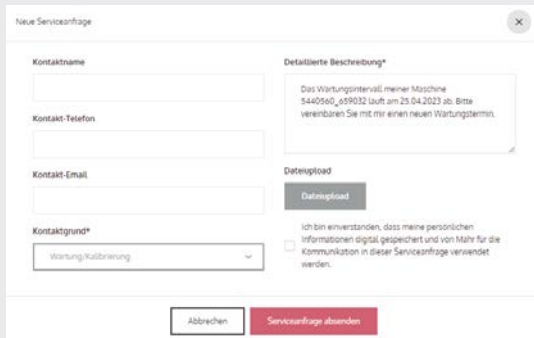 Neue Serviceanfrage
Kontaktname
Kontakt-Telefon
Kontakt-Email
Kontaktgrund*
Wartung/Kalibrierung
Detaillierte Beschreibung*
Das Wartungsintervall meiner Maschine
5440560_659032 läuft am 25.04.2023 ab. Bitte
vereinbaren Sie mit mir einen neuen Wartungstermin.
Dateiupload
Dateiupload
Ich bin einverstanden, dass meine persönlichen
Informationen digital gespeichert und von Mahr für die
Kommunikation in dieser Serviceanfrage verwendet
werden.
Abbrechen
Serviceanfrage absenden